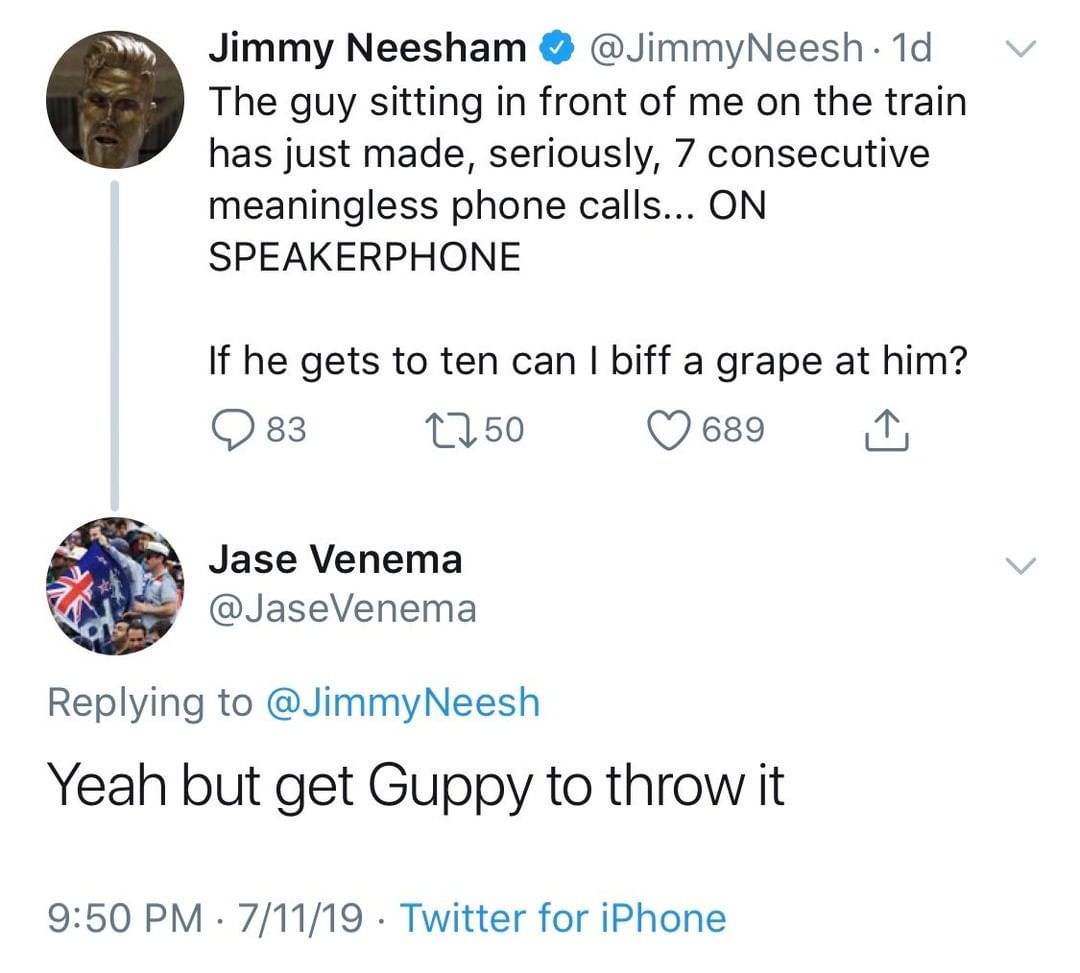 Jimmy Neesham @JimmyNeesh · 1d
The guy sitting in front of me on the train
has just made, seriously, 7 consecutive
meaningless phone calls... ON
SPEAKERPHONE
If he gets to ten can I biff a grape at him?
83 50 689
Jase Venema
@JaseVenema
Replying to @JimmyNeesh
Yeah but get Guppy to throw it
9:50 PM · 7/11/19 · Twitter for iPhone